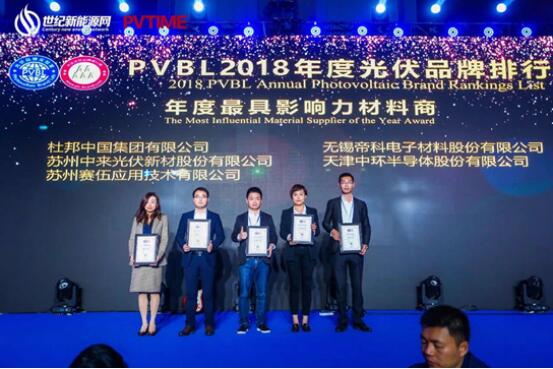 世纪新能源网
Century new energy network
PVTIME
PVBL
AAA
PVBL2018年度光伏品牌排行
2018 PVBL Annual Photovoltaic Brand Rankings List
年度最具影响力材料商
The Most Influential Material Supplier of the Year Award
杜邦中国集团有限公司
无锡帝科电子材料股份有限公司
苏州中来光伏新材股份有限公司
天津中环半导体股份有限公司
苏州赛伍应用技术有限公司